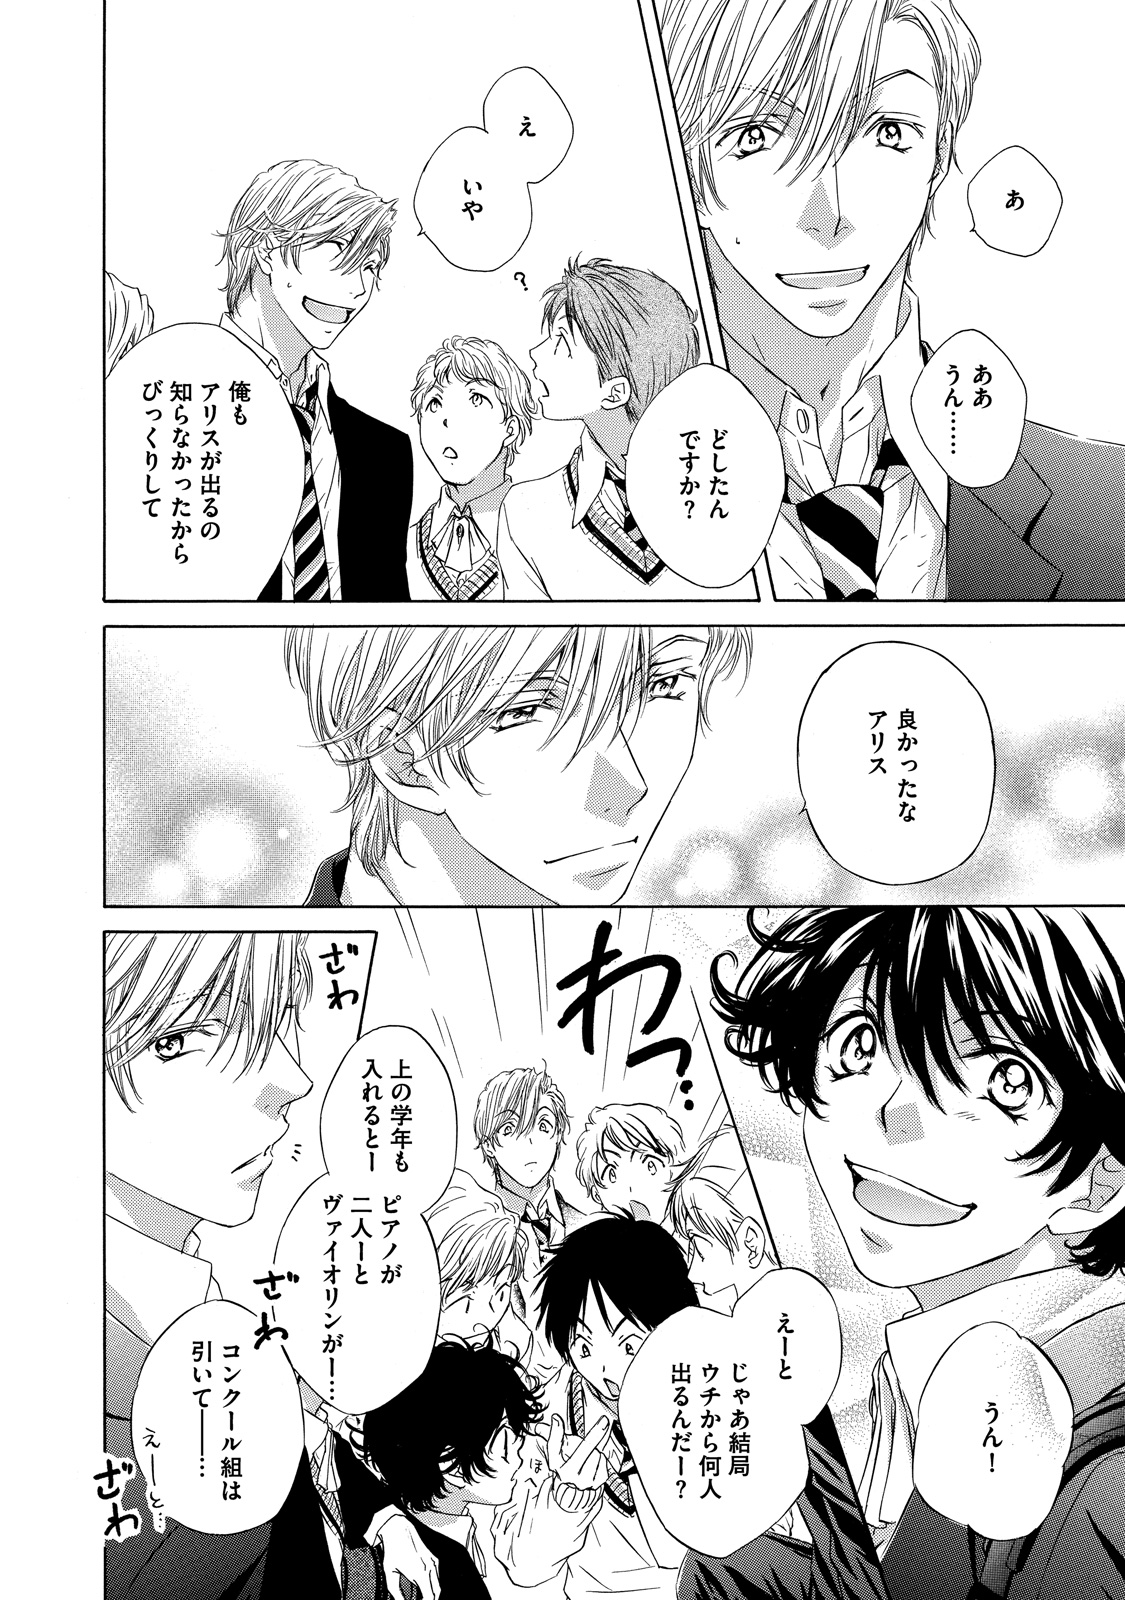 あ
ああ
うん……
どしたん
ですか?
?
え
いや
俺も
アリスが出るの
知らなかったから
びっくりして
良かったな
アリス
うん!
わっ…
えーと
じゃあ結局
ウチから何人
出るんだー?
ほ
上の学年も
入れるとー
ピアノが
二人ーと
ヴァイオリンがー…
ざわ
ざわ
コンクール組は
引いて———…
えーーと…
ざわ